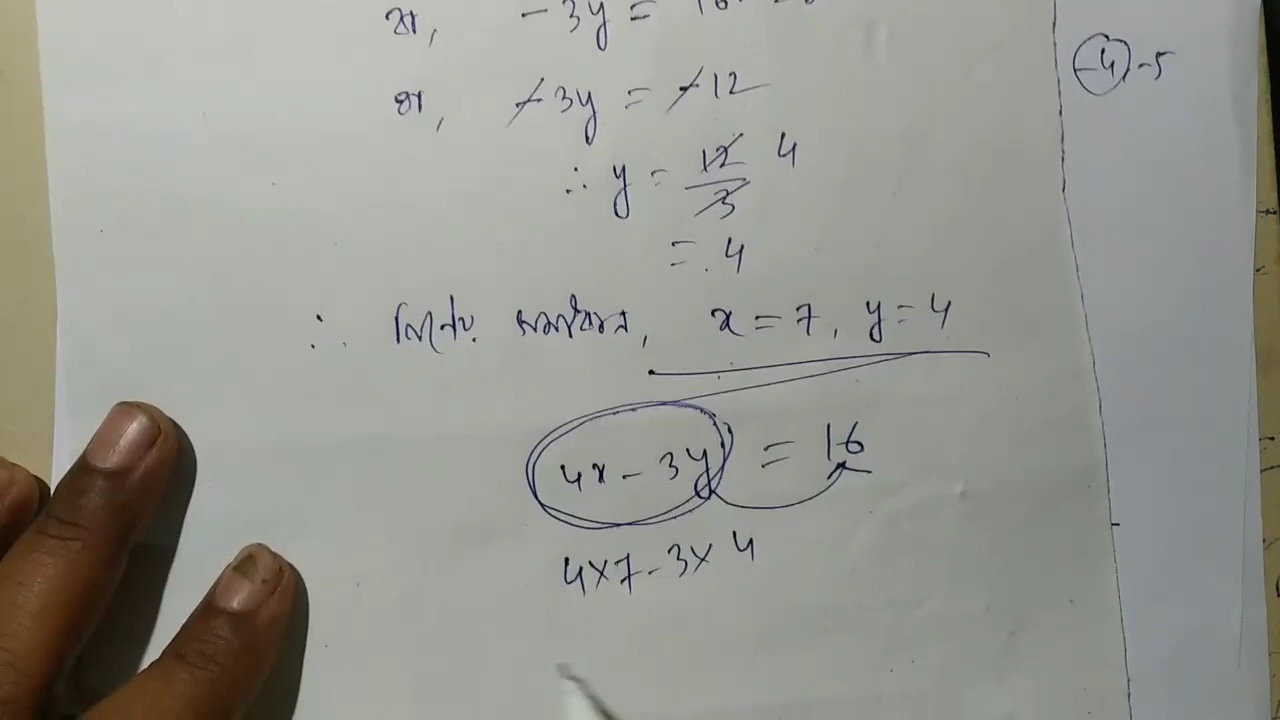 বা, -3y = 16
-4 -5
বা, -3y = -12
∴ y = 12/3 4
= 4
∴ নির্ণেয় সমাধান, x = 7, y = 4
4x - 3y = 16
4×7-3×4